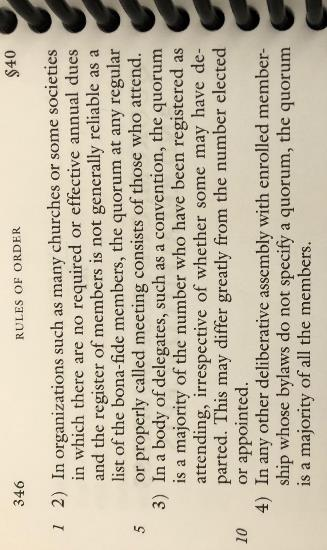 346 RULES OF ORDER §40
1 2) In organizations such as many churches or some societies
in which there are no required or effective annual dues
and the register of members is not generally reliable as a
list of the bona-fide members, the quorum at any regular
5 or properly called meeting consists of those who attend.
3) In a body of delegates, such as a convention, the quorum
is a majority of the number who have been registered as
attending, irrespective of whether some may have de-
parted. This may differ greatly from the number elected
10 or appointed.
4) In any other deliberative assembly with enrolled member-
ship whose bylaws do not specify a quorum, the quorum
is a majority of all the members.